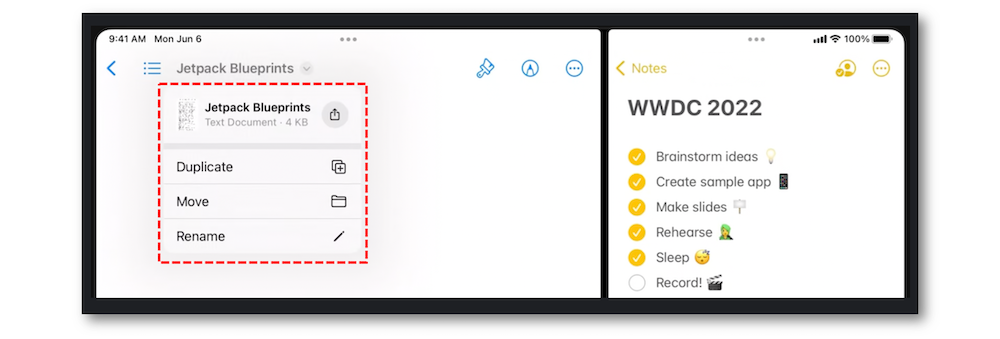 9:41 AM Mon Jun 6
Jetpack Blueprints
Jetpack Blueprints
Text Document · 4 KB
Duplicate
Move
Rename
100%
Notes
WWDC 2022
Brainstorm ideas 💡
Create sample app 📱
Make slides 🪧
Rehearse 🧏‍♀️
Sleep 😴
Record! 🎬